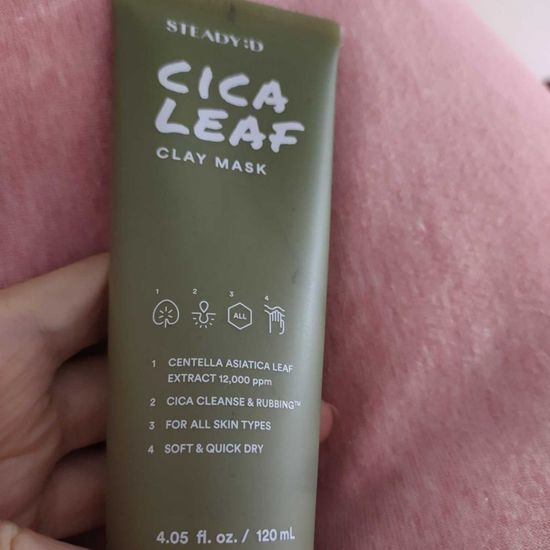 STEADY:D
CICA
LEAF
CLAY MASK
1 2 3 4
ALL
1 CENTELLA ASIATICA LEAF
EXTRACT 12,000 ppm
2 CICA CLEANSE & RUBBING™
3 FOR ALL SKIN TYPES
4 SOFT & QUICK DRY
4.05 fl. oz. / 120 mL